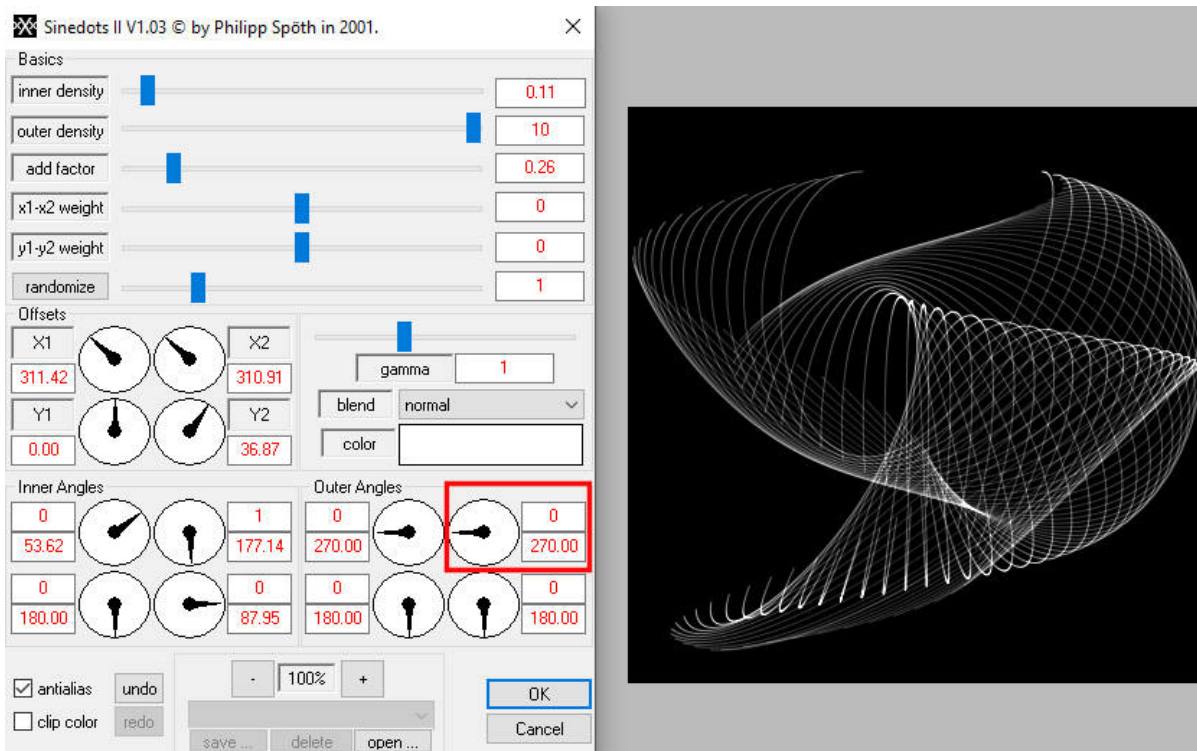 Sinedots II V1.03 © by Philipp Spöth in 2001.
Basics
inner density 0.11
outer density 10
add factor 0.26
x1-x2 weight 0
y1-y2 weight 0
randomize 1
Offsets
X1 X2
311.42 310.91
Y1 Y2
0.00 36.87
gamma 1
blend normal
color
Inner Angles
0 1
53.62 177.14
0 0
180.00 87.95
Outer Angles
0 0
270.00 270.00
0 0
180.00 180.00
antialias undo
clip color redo
- 100% +
save ... delete open ...
OK
Cancel